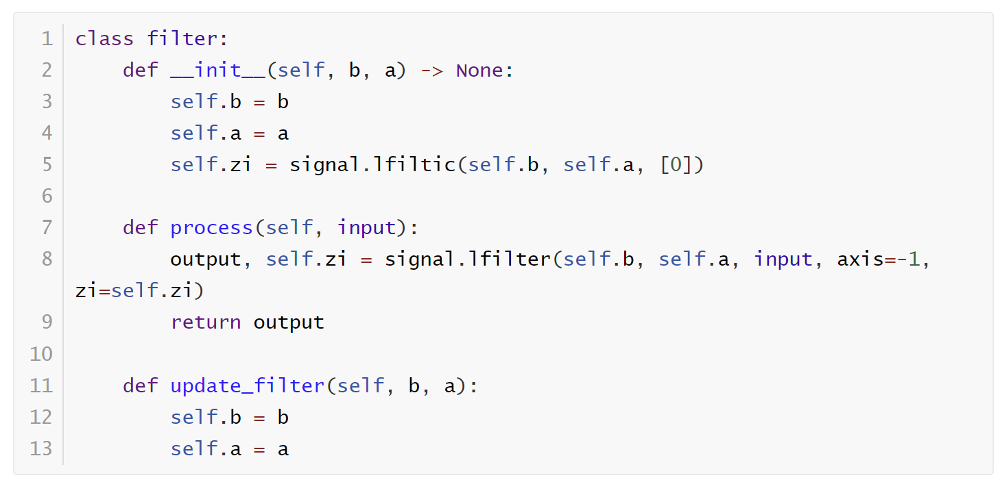 1 class filter:
2     def __init__(self, b, a) -> None:
3         self.b = b
4         self.a = a
5         self.zi = signal.lfiltic(self.b, self.a, [0])
6
7     def process(self, input):
8         output, self.zi = signal.lfilter(self.b, self.a, input, axis=-1,
zi=self.zi)
9         return output
10
11     def update_filter(self, b, a):
12         self.b = b
13         self.a = a